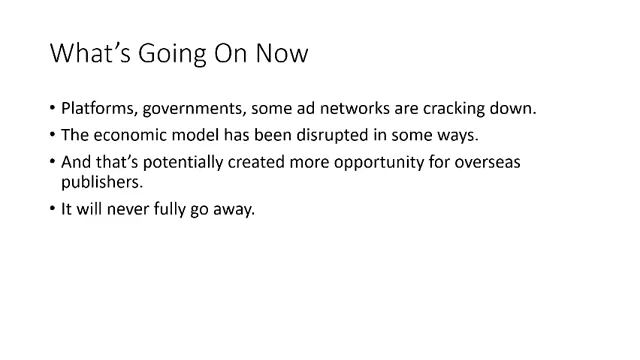 What’s Going On Now
• Platforms, governments, some ad networks are cracking down.
• The economic model has been disrupted in some ways.
• And that’s potentially created more opportunity for overseas
publishers.
• It will never fully go away.